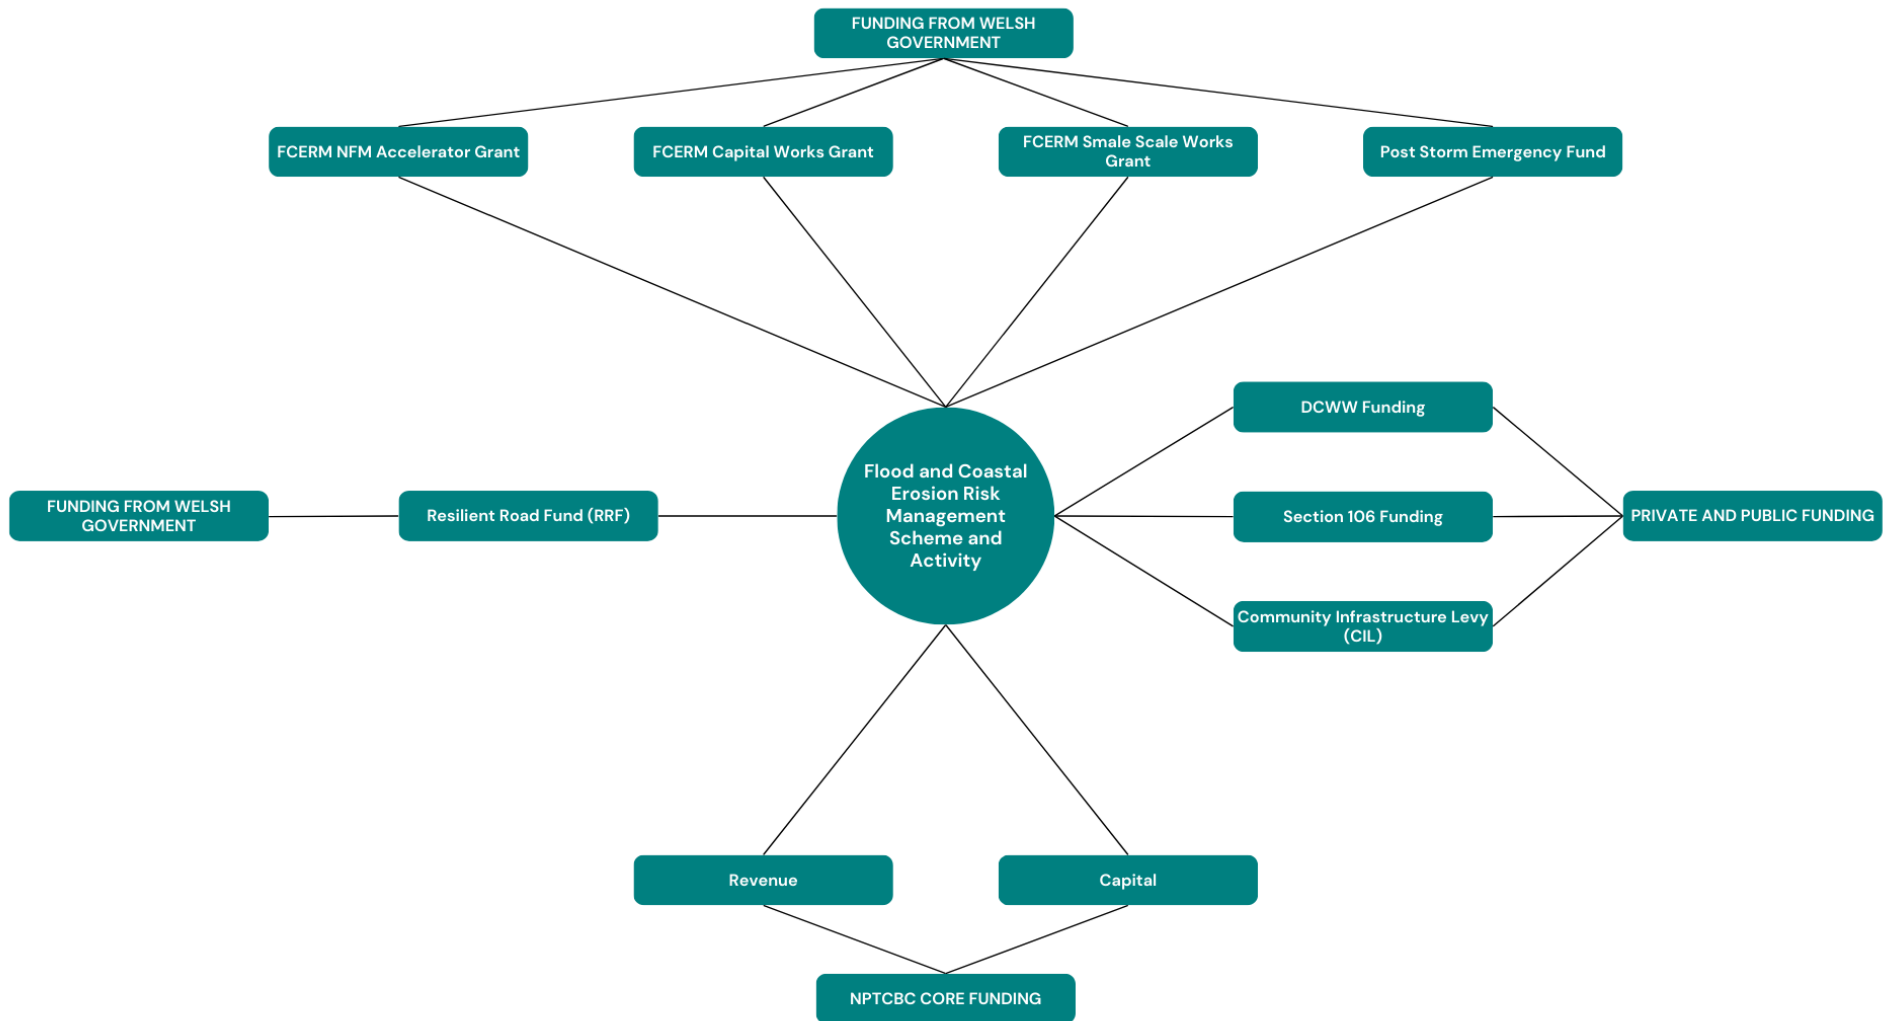 FUNDING FROM WELSH
GOVERNMENT
FCERM NFM Accelerator Grant
FCERM Capital Works Grant
FCERM Smale Scale Works
Grant
Post Storm Emergency Fund
DCWW Funding
Flood and Coastal
Erosion Risk
Management
Scheme and
Activity
FUNDING FROM WELSH
GOVERNMENT
Resilient Road Fund (RRF)
Section 106 Funding
PRIVATE AND PUBLIC FUNDING
Community Infrastructure Levy
(CIL)
Revenue
Capital
NPTCBC CORE FUNDING